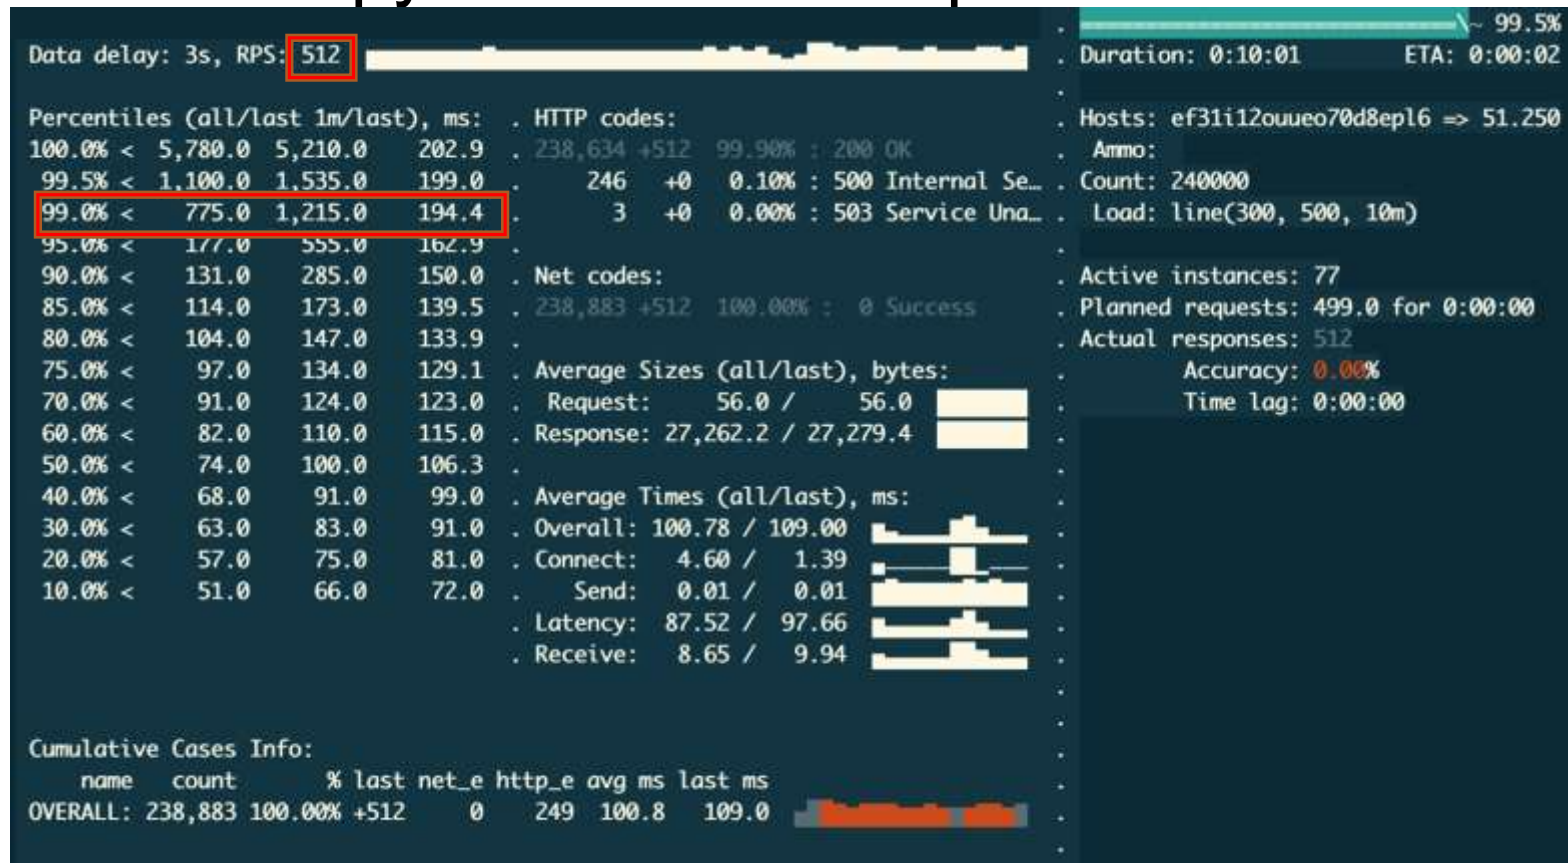 99.5%
Data delay: 3s, RPS: 512
Duration: 0:10:01 ETA: 0:00:02
Percentiles (all/last 1m/last), ms:
100.0% < 5,780.0 5,210.0 202.9
99.5% < 1,100.0 1,535.0 199.0
99.0% < 775.0 1,215.0 194.4
95.0% < 177.0 555.0 162.9
90.0% < 131.0 285.0 150.0
85.0% < 114.0 173.0 139.5
80.0% < 104.0 147.0 133.9
75.0% < 97.0 134.0 129.1
70.0% < 91.0 124.0 123.0
60.0% < 82.0 110.0 115.0
50.0% < 74.0 100.0 106.3
40.0% < 68.0 91.0 99.0
30.0% < 63.0 83.0 91.0
20.0% < 57.0 75.0 81.0
10.0% < 51.0 66.0 72.0
. HTTP codes:
. 238,634 +512 99.90% : 200 OK
. 246 +0 0.10% : 500 Internal Se…
. 3 +0 0.00% : 503 Service Una…
. Net codes:
. 238,883 +512 100.00% : 0 Success
. Average Sizes (all/last), bytes:
. Request: 56.0 / 56.0
. Response: 27,262.2 / 27,279.4
. Average Times (all/last), ms:
. Overall: 100.78 / 109.00
. Connect: 4.60 / 1.39
. Send: 0.01 / 0.01
. Latency: 87.52 / 97.66
. Receive: 8.65 / 9.94
. Hosts: ef31i12ouueo70d8epl6 => 51.250
. Ammo:
. Count: 240000
. Load: line(300, 500, 10m)
. Active instances: 77
. Planned requests: 499.0 for 0:00:00
. Actual responses: 512
. Accuracy: 0.00%
. Time lag: 0:00:00
Cumulative Cases Info:
name count % last net_e http_e avg ms last ms
OVERALL: 238,883 100.00% +512 0 249 100.8 109.0